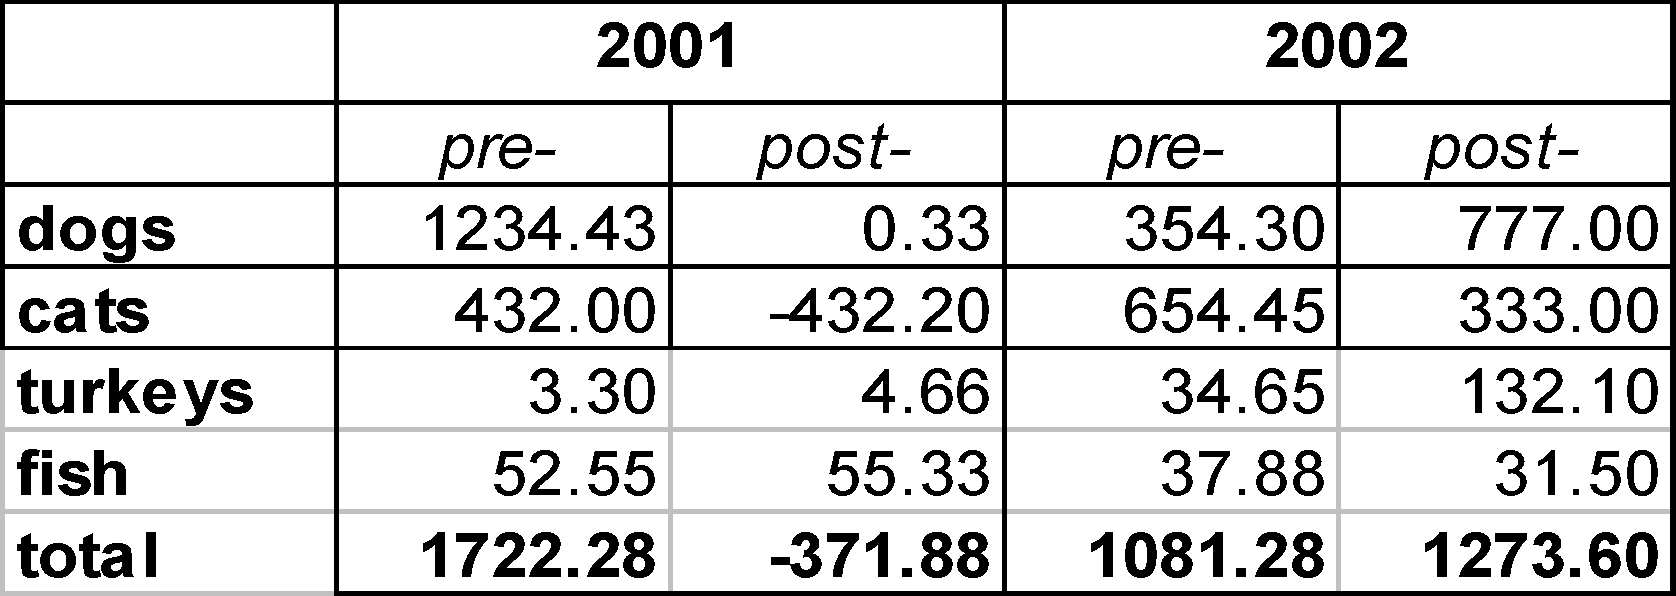 2001 2002
pre- post- pre- post-
dogs 1234.43 0.33 354.30 777.00
cats 432.00 -432.20 654.45 333.00
turkeys 3.30 4.66 34.65 132.10
fish 52.55 55.33 37.88 31.50
total 1722.28 -371.88 1081.28 1273.60